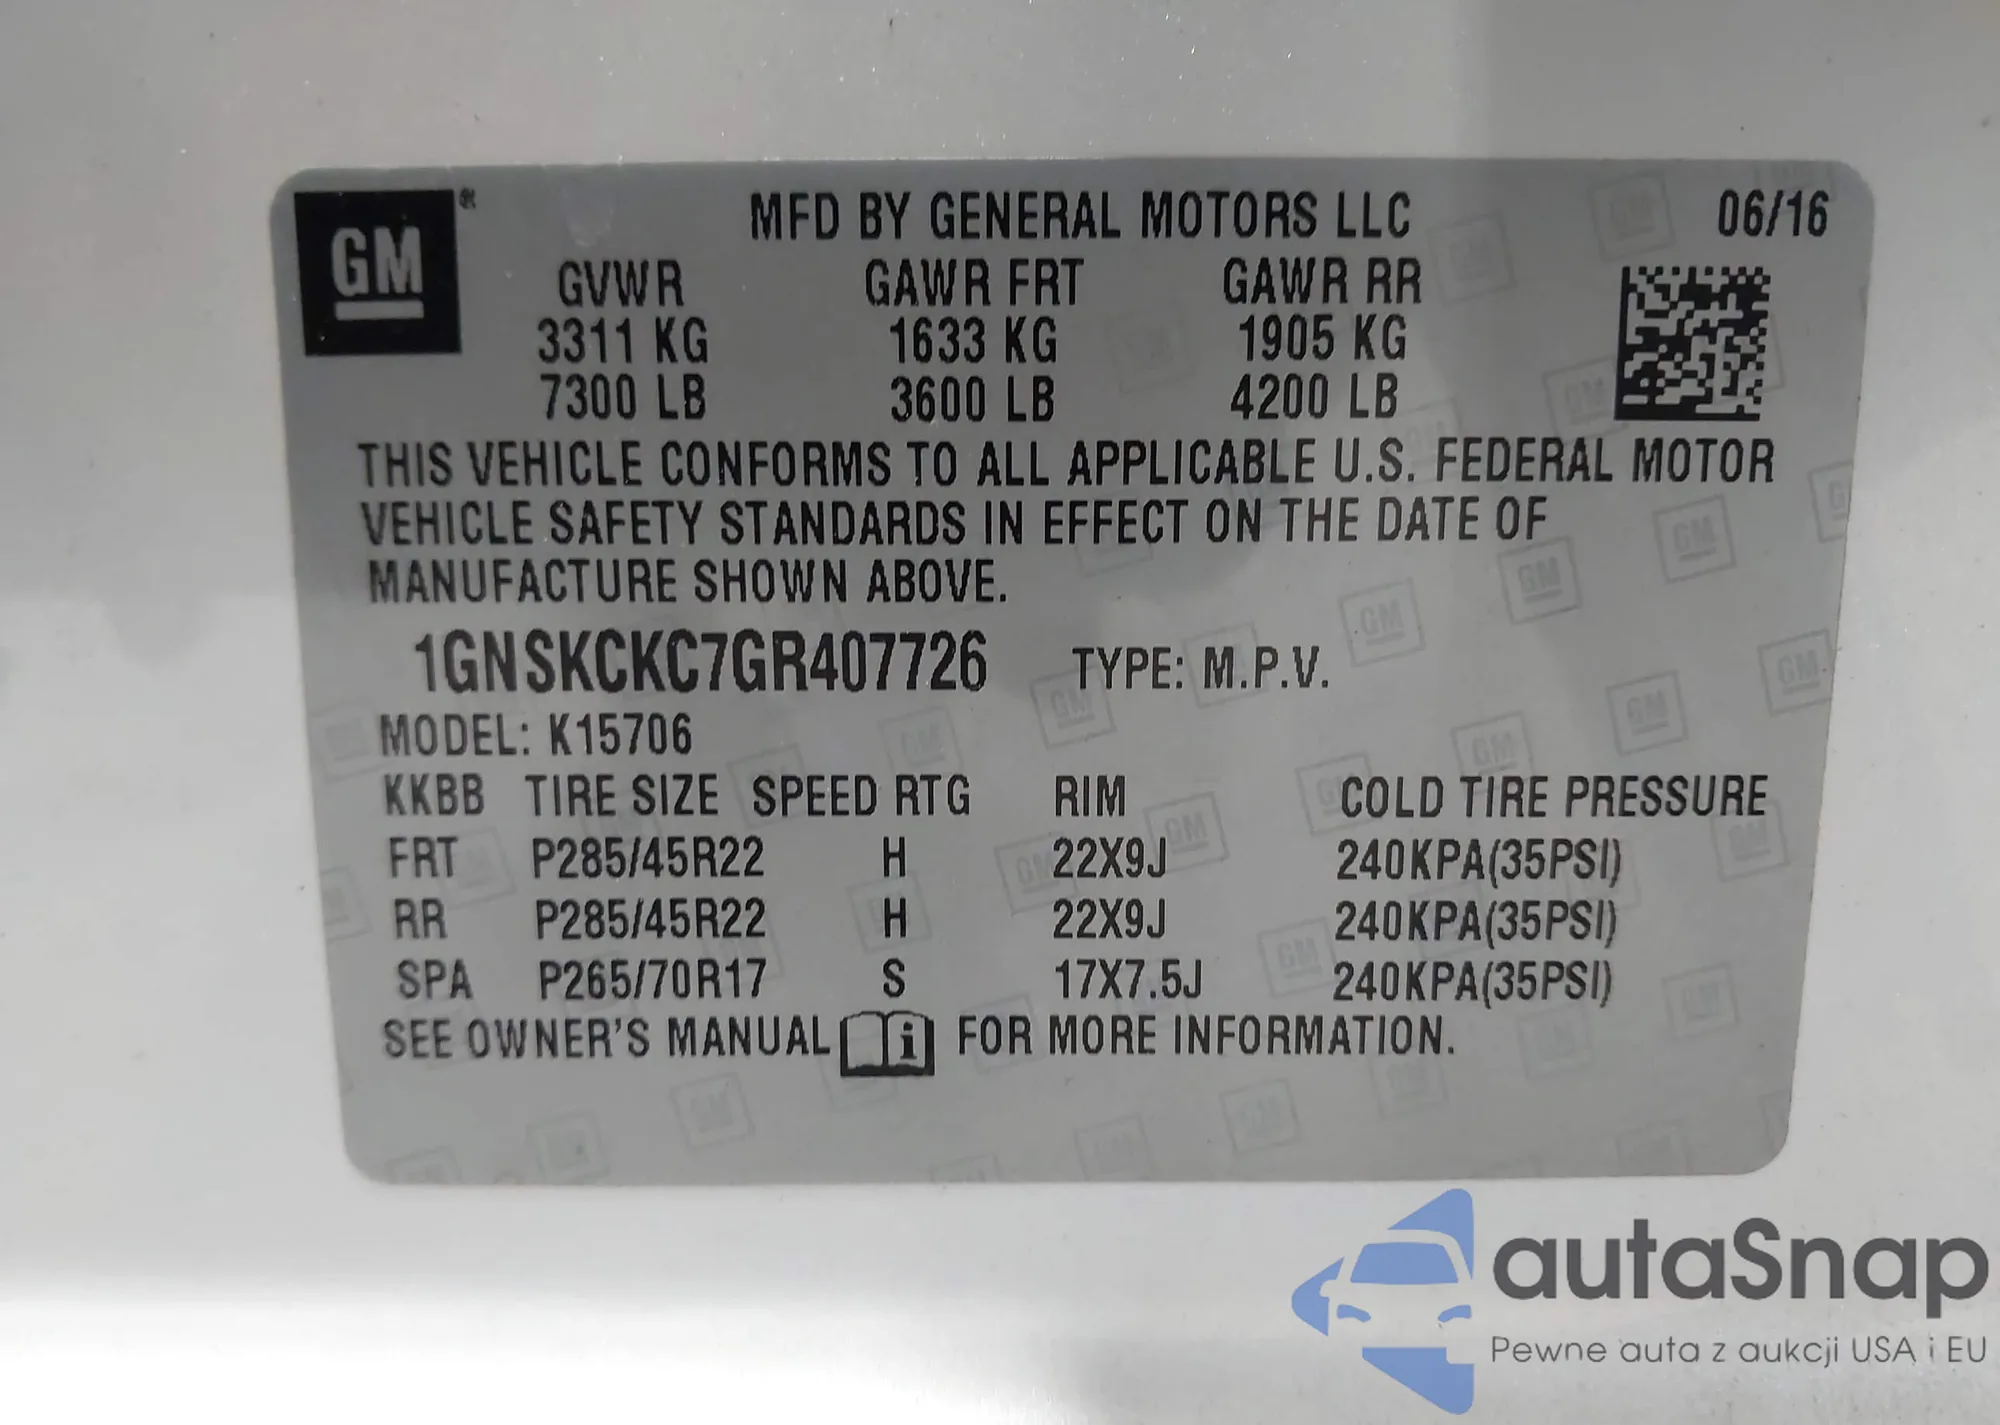 GM
MFD BY GENERAL MOTORS LLC 06/16
GVWR GAWR FRT GAWR RR
3311 KG 1633 KG 1905 KG
7300 LB 3600 LB 4200 LB
THIS VEHICLE CONFORMS TO ALL APPLICABLE U.S. FEDERAL MOTOR
VEHICLE SAFETY STANDARDS IN EFFECT ON THE DATE OF
MANUFACTURE SHOWN ABOVE.
1GNSKCKC7GR407726 TYPE: M.P.V.
MODEL: K15706
KKBB TIRE SIZE SPEED RTG RIM COLD TIRE PRESSURE
FRT P285/45R22 H 22X9J 240KPA(35PSI)
RR P285/45R22 H 22X9J 240KPA(35PSI)
SPA P265/70R17 S 17X7.5J 240KPA(35PSI)
SEE OWNER'S MANUAL i FOR MORE INFORMATION.
autaSnap
Pewne auta z aukcji USA i EU